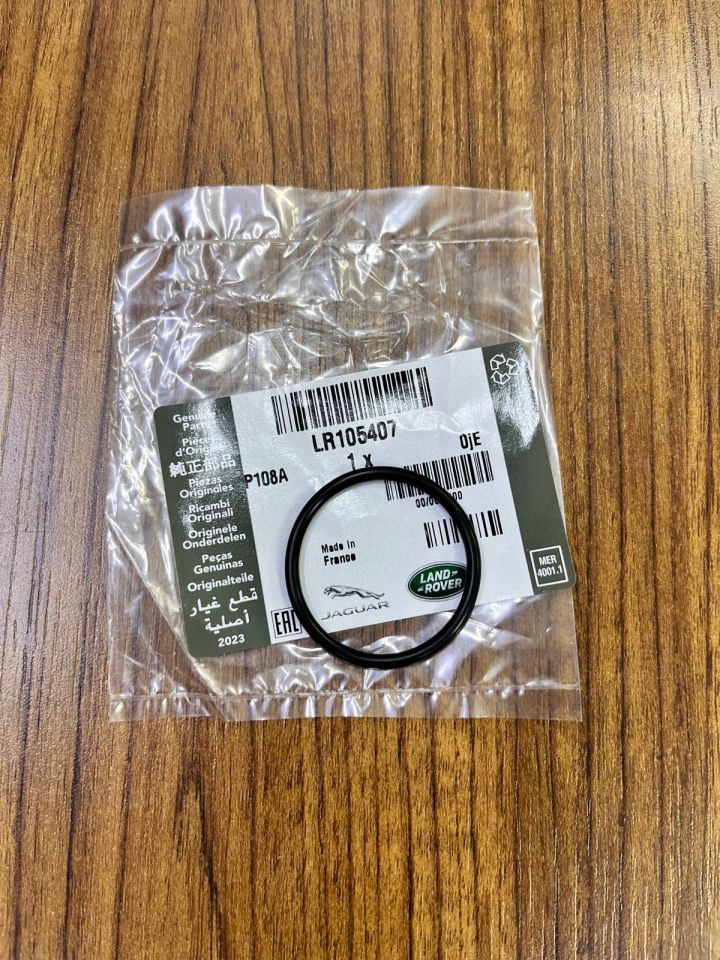 Genuine
Parts
Pièces
d'Origine
純正部品
Piezas
Originales
Ricambi
Originali
Originele
Onderdelen
Peças
Genuínas
Originalteile
قطع غيار
أصلية
2023
LR105407
1 x
0jE
P108A
Made in
France
EAC
JAGUAR
LAND
ROVER
MER
4001.1